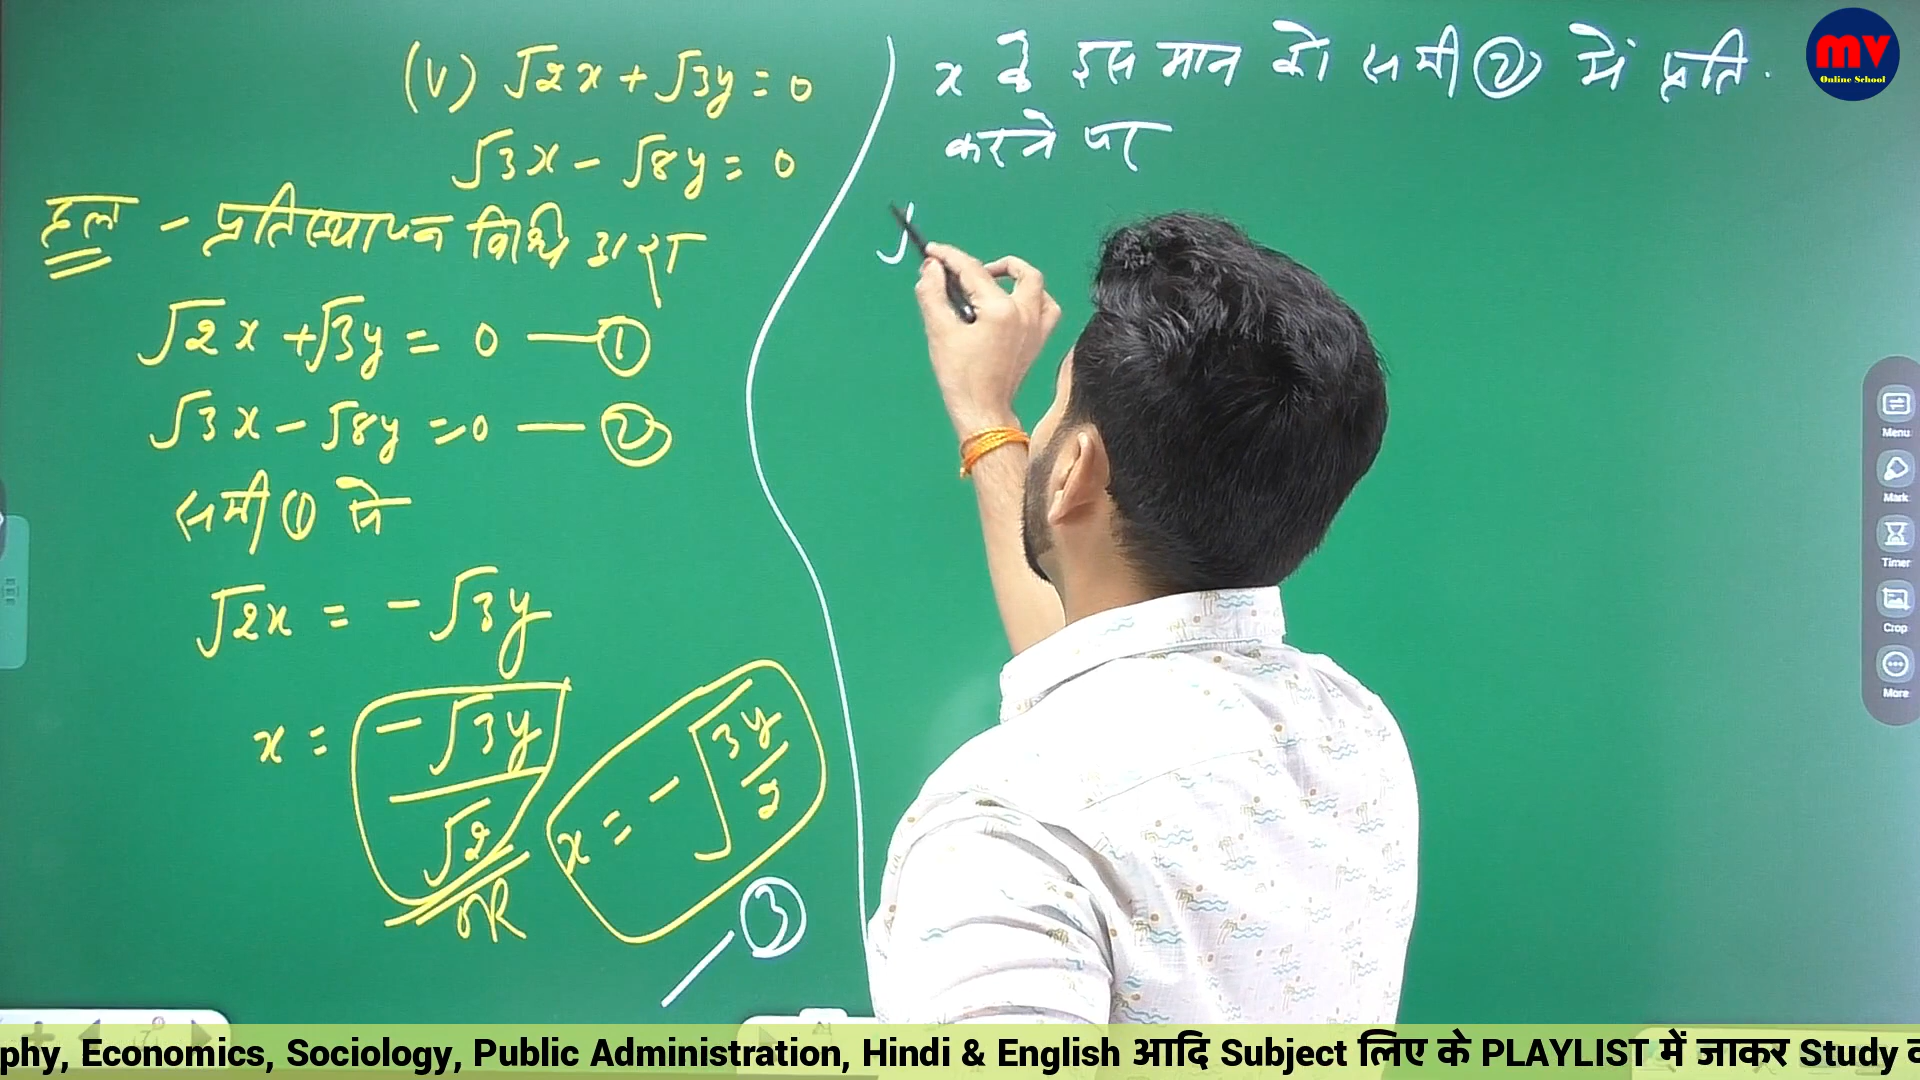 (V) √2x + √3y = 0
√3x - √8y = 0
हल - प्रतिस्थापन विधि द्वारा
√2x + √3y = 0 — ①
√3x - √8y = 0 — ②
समी ① से
√2x = - √3y
x = - √3y / √2
OR
x = - √3y/2
③
x के इस मान को समी ② में प्रति.
करने पर
√
mv
Online School
Menu
Mark
Timer
Crop
More
phy, Economics, Sociology, Public Administration, Hindi & English आदि Subject लिए के PLAYLIST में जाकर Study